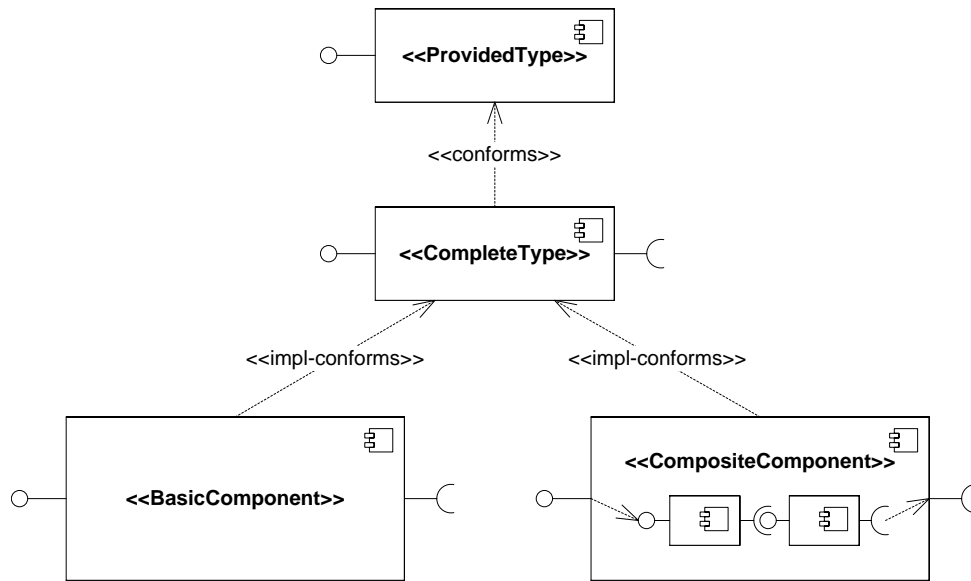 <<ProvidedType>>
<<conforms>>
<<CompleteType>>
<<impl-conforms>>
<<impl-conforms>>
<<BasicComponent>>
<<CompositeComponent>>